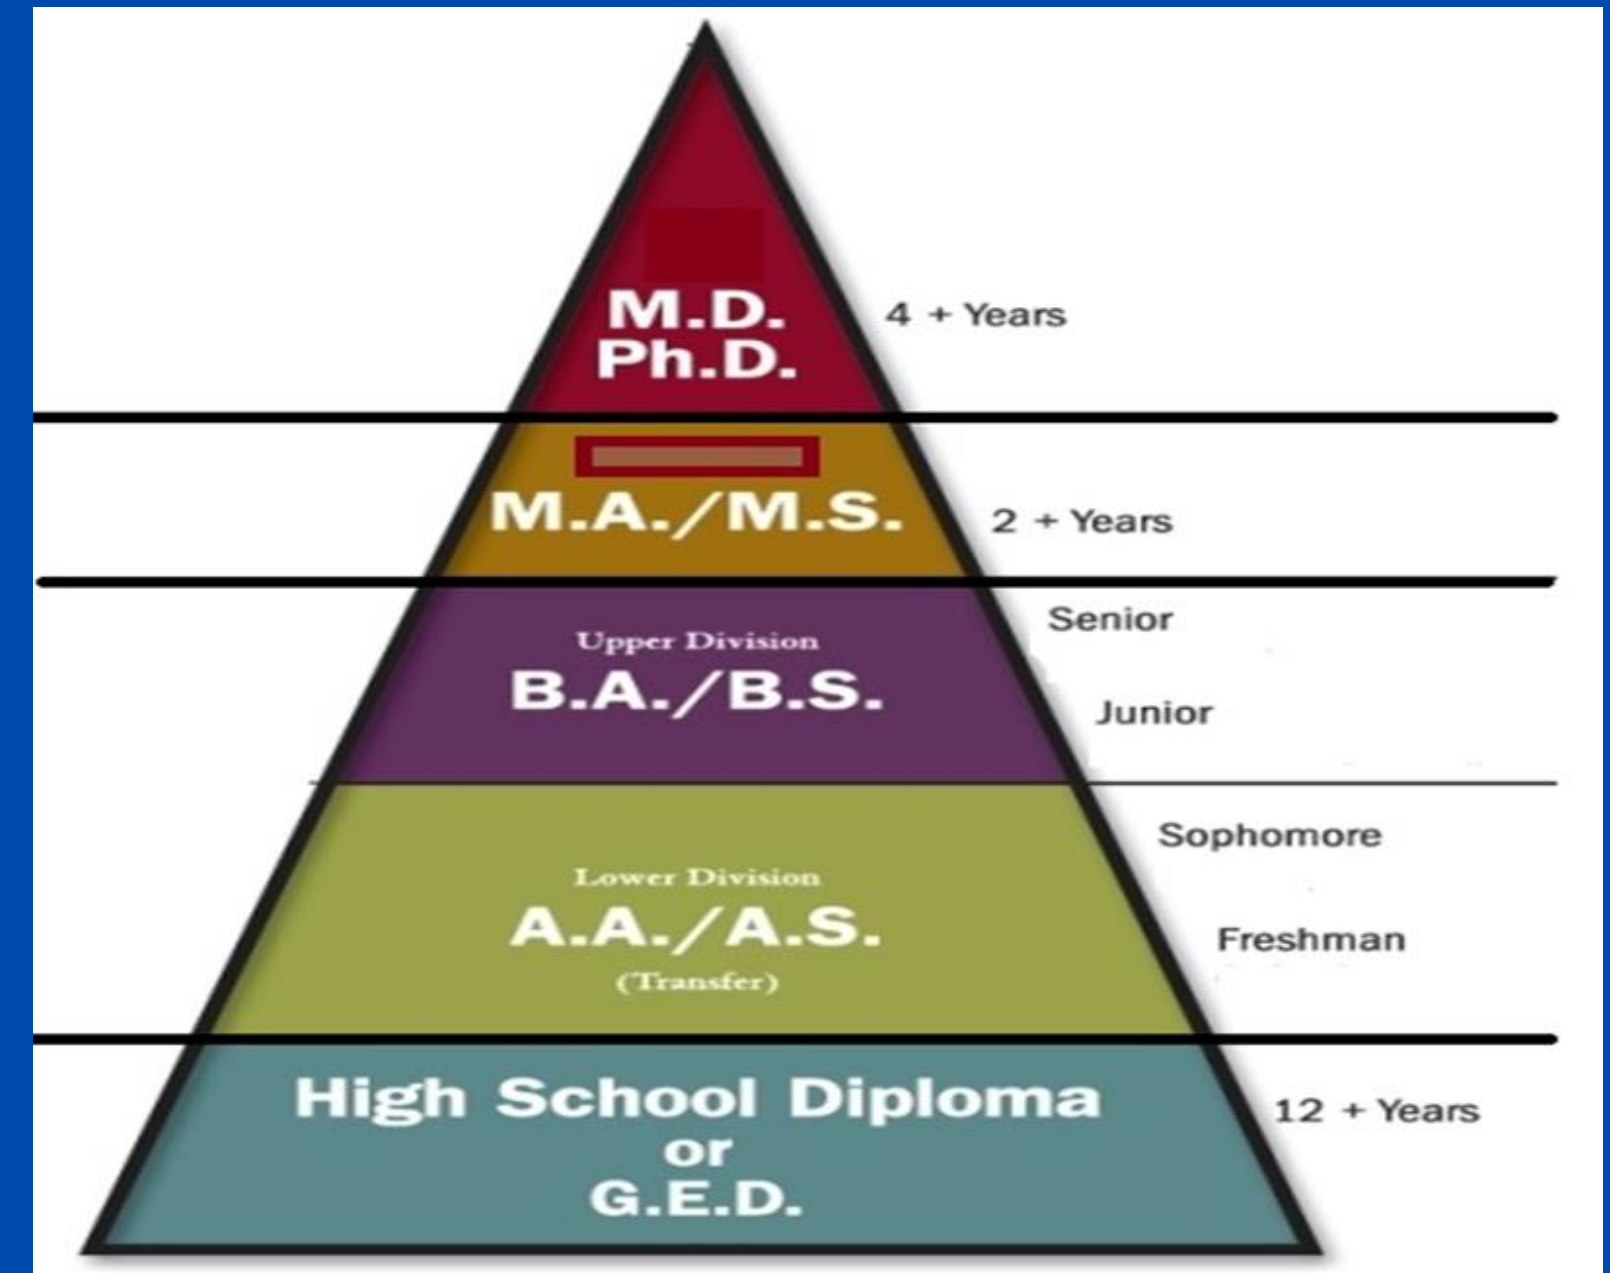 M.D.
Ph.D.
4 + Years
M.A./M.S.
2 + Years
Senior
Upper Division
B.A./B.S.
Junior
Sophomore
Lower Division
A.A./A.S.
Freshman
(Transfer)
High School Diploma
12 + Years
or
G.E.D.